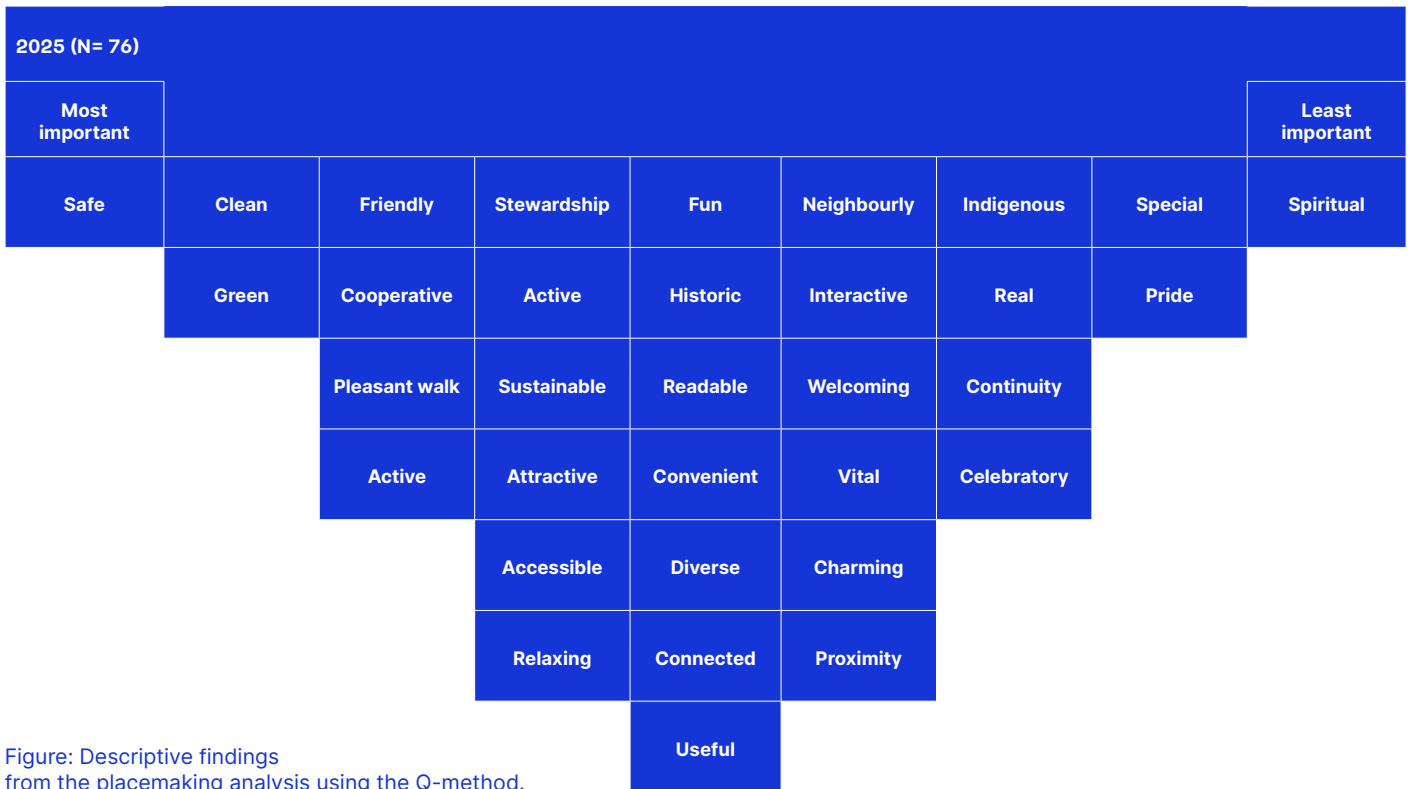 2025 (N= 76)
Most
important
Least
important
Safe Clean Friendly Stewardship Fun Neighbourly Indigenous Special Spiritual
Green Cooperative Active Historic Interactive Real Pride
Pleasant walk Sustainable Readable Welcoming Continuity
Active Attractive Convenient Vital Celebratory
Accessible Diverse Charming
Relaxing Connected Proximity
Useful
Figure: Descriptive findings
from the placemaking analysis using the Q-method.